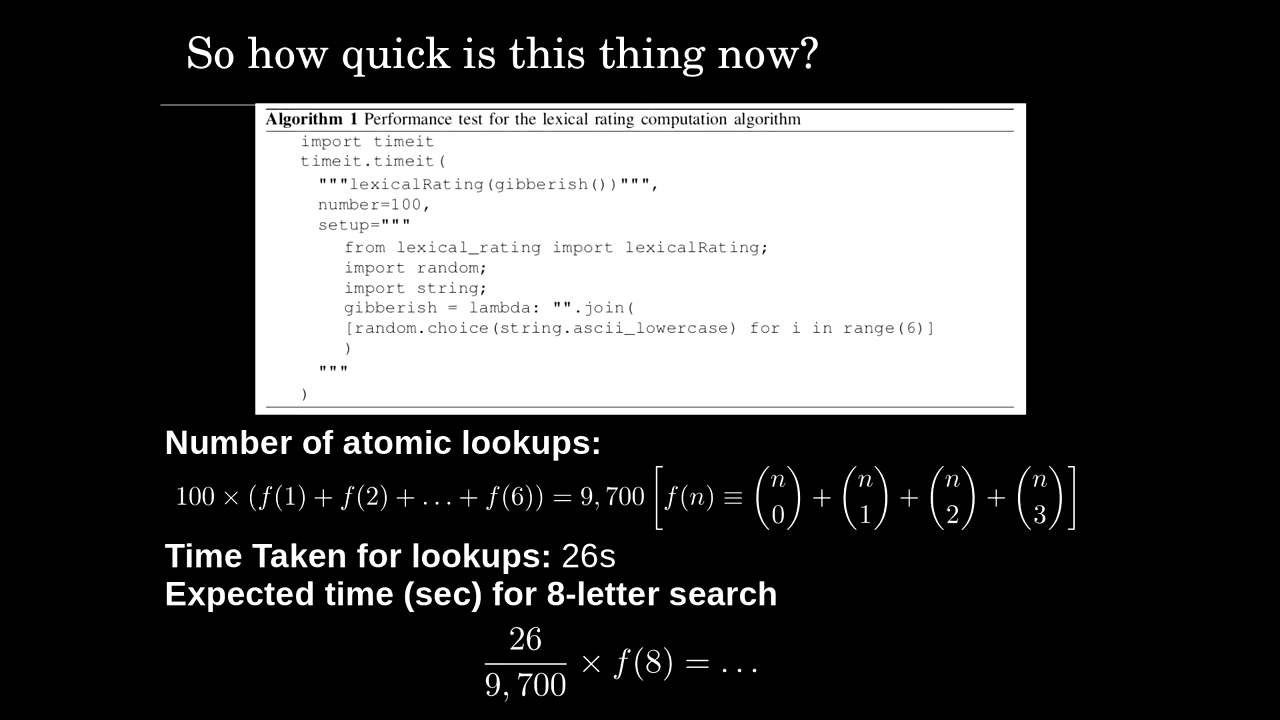 So how quick is this thing now?
Algorithm 1 Performance test for the lexical rating computation algorithm
import timeit
timeit.timeit(
"""lexicalRating(gibberish())""",
number=100,
setup="""
from lexical_rating import lexicalRating;
import random;
import string;
gibberish = lambda: "".join(
[random.choice(string.ascii_lowercase) for i in range(6)]
)
"""
)
Number of atomic lookups:
100 × (f(1) + f(2) + ... + f(6)) = 9,700 [f(n) ≡ (n 0) + (n 1) + (n 2) + (n 3)]
Time Taken for lookups: 26s
Expected time (sec) for 8-letter search
26
9,700 × f(8) = ...